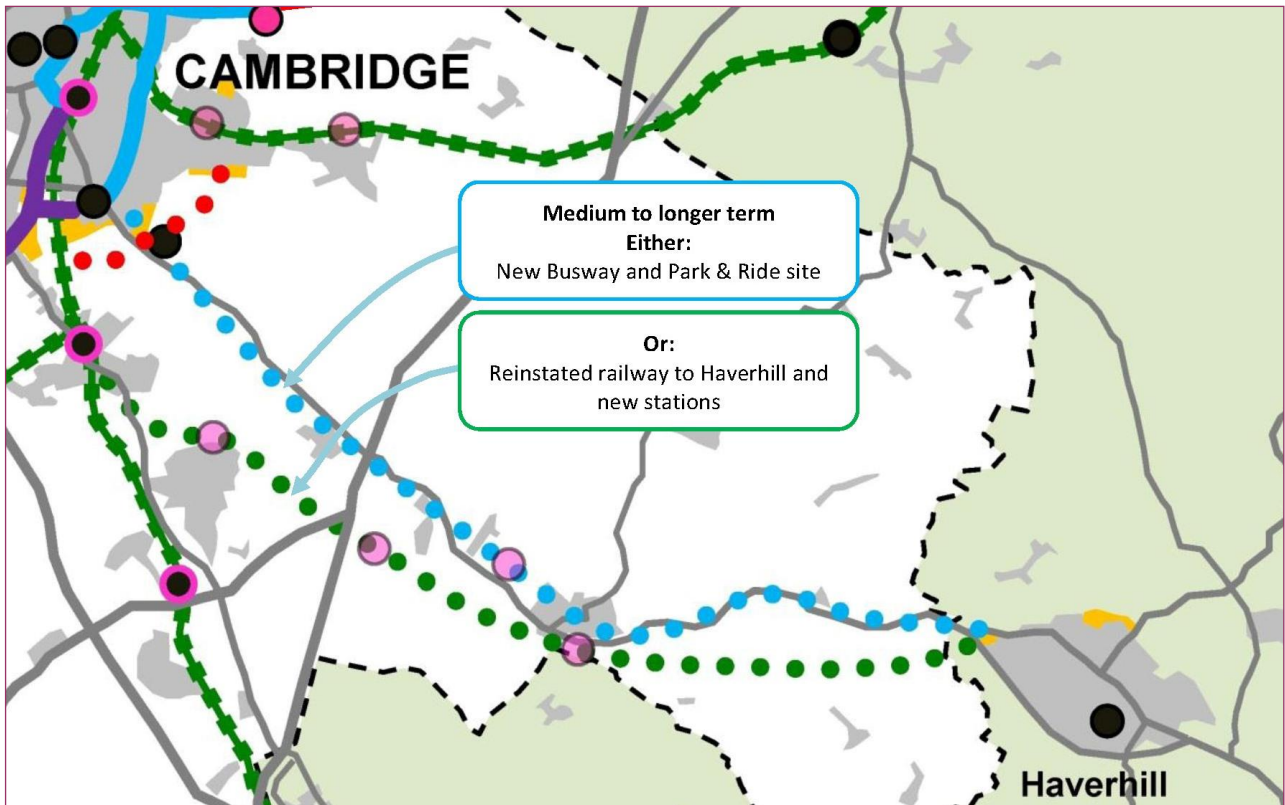 CAMBRIDGE
Medium to longer term
Either:
New Busway and Park & Ride site
Or:
Reinstated railway to Haverhill and
new stations
Haverhill